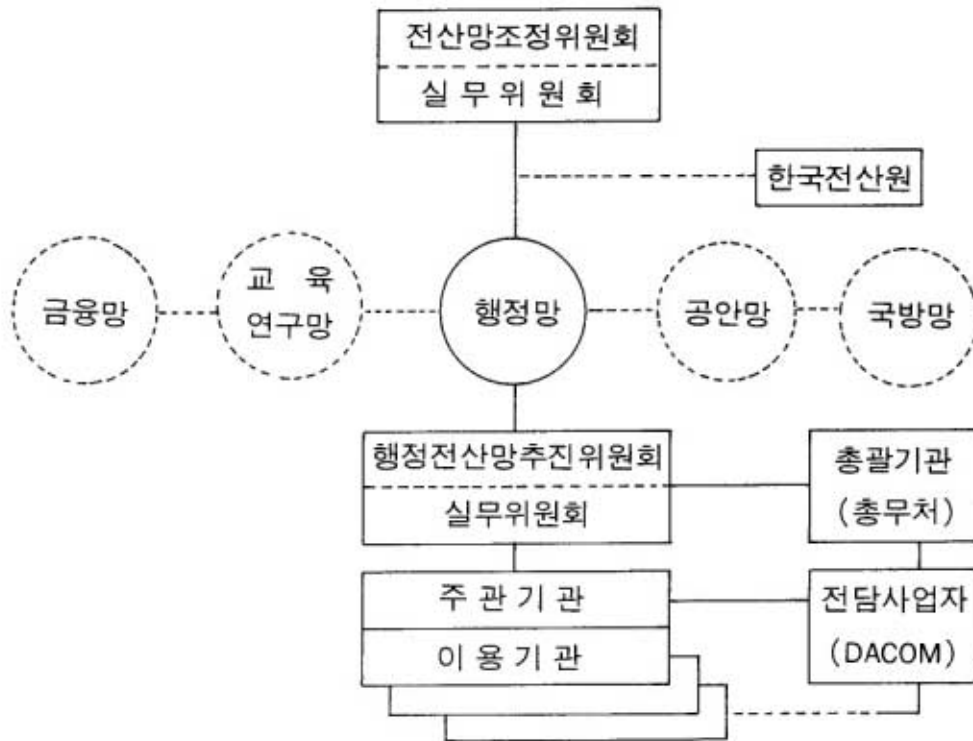 전산망조정위원회
실 무 위 원 회
한국전산원
금융망
교 육
연구망
행정망
공안망
국방망
행정전산망추진위원회
실무위원회
총괄기관
(총무처)
주 관 기 관
이 용 기 관
전담사업자
(DACOM)